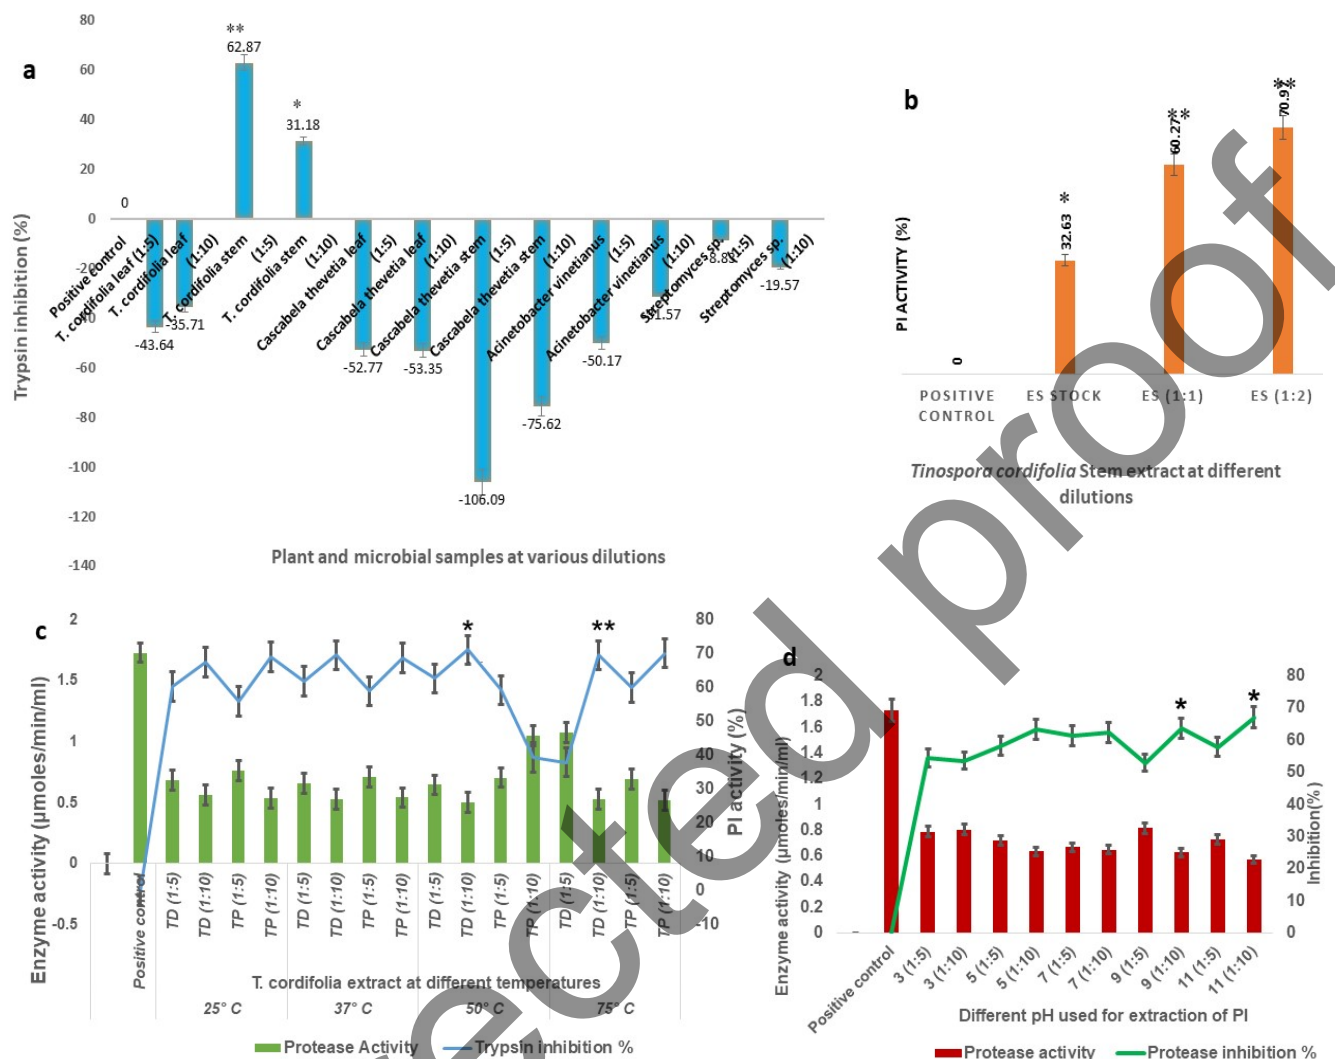 a
80
60
40
20
0
-20
-60
-80
-100
-120
-140
Trypsin inhibition (%)
0
-43.64
-35.71
**
62.87
*
31.18
-52.77
-53.35
-106.09
-75.62
-50.17
-19.57
Positive control
T. cordifolia leaf (1:5)
T. cordifolia leaf (1:10)
T. cordifolia stem (1:5)
T. cordifolia stem (1:10)
Cascabela thevetia leaf (1:5)
Cascabela thevetia leaf (1:10)
Cascabela thevetia stem (1:5)
Cascabela thevetia stem (1:10)
Acinetobacter vinetianus (1:5)
Acinetobacter vinetianus (1:10)
Streptomyces sp. (1:5)
Streptomyces sp. (1:10)
Plant and microbial samples at various dilutions
b
PI ACTIVITY (%)
0
32.63
*
60.27
**
70.97
**
POSITIVE CONTROL
ES STOCK
ES (1:1)
ES (1:2)
Tinospora cordifolia Stem extract at different
dilutions
c
2
1.5
1
0.5
0
-0.5
Enzyme activity (µmoles/min/ml)
80
70
60
50
40
30
20
10
0
-10
PI activity (%)
*
**
Positive control
TD (1:5)
TD (1:10)
TP (1:5)
TP (1:10)
TD (1:5)
TD (1:10)
TP (1:5)
TP (1:10)
TD (1:5)
TD (1:10)
TP (1:5)
TP (1:10)
TD (1:5)
TD (1:10)
TP (1:5)
TP (1:10)
T. cordifolia extract at different temperatures
25° C
37° C
50° C
75° C
Protease Activity
Trypsin inhibition %
d
2
1.8
1.6
1.4
1.2
1
0.8
0.6
0.4
0.2
0
Enzyme activity (µmoles/min/ml)
80
70
60
50
40
30
20
10
0
Inhibition(%)
*
*
Positive control
3 (1:5)
3 (1:10)
5 (1:5)
5 (1:10)
7 (1:5)
7 (1:10)
9 (1:5)
9 (1:10)
11 (1:5)
11 (1:10)
Different pH used for extraction of PI
Protease activity
Protease inhibition %
ected proof